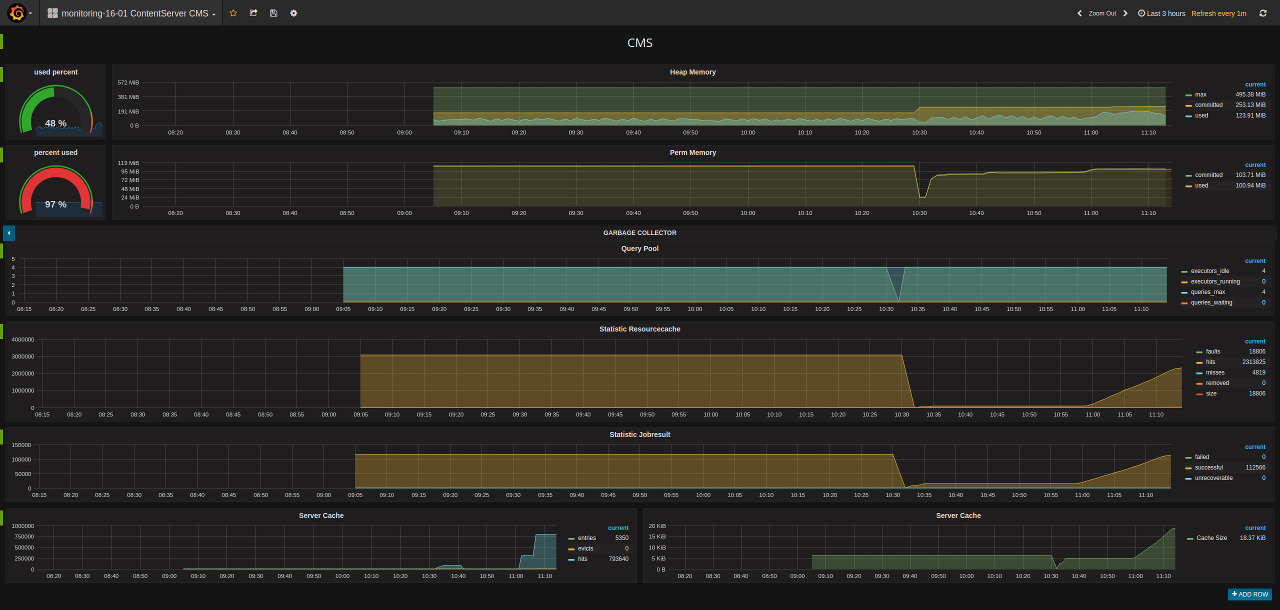 monitoring-16-01 ContentServer CMS
Zoom Out Last 3 hours Refresh every 1m
CMS
used percent
48 %
Heap Memory
572 MiB
381 MiB
191 MiB
0 B
08:20 08:30 08:40 08:50 09:00 09:10 09:20 09:30 09:40 09:50 10:00 10:10 10:20 10:30 10:40 10:50 11:00 11:10
current
max 495.38 MiB
committed 253.13 MiB
used 123.91 MiB
percent used
97 %
Perm Memory
119 MiB
95 MiB
72 MiB
48 MiB
24 MiB
0 B
08:20 08:30 08:40 08:50 09:00 09:10 09:20 09:30 09:40 09:50 10:00 10:10 10:20 10:30 10:40 10:50 11:00 11:10
current
committed 103.71 MiB
used 100.94 MiB
GARBAGE COLLECTOR
Query Pool
5
4
3
2
1
0
08:15 08:20 08:25 08:30 08:35 08:40 08:45 08:50 08:55 09:00 09:05 09:10 09:15 09:20 09:25 09:30 09:35 09:40 09:45 09:50 09:55 10:00 10:05 10:10 10:15 10:20 10:25 10:30 10:35 10:40 10:45 10:50 10:55 11:00 11:05 11:10
current
executors_idle 4
executors_running 0
queries_max 4
queries_waiting 0
Statistic Resourcecache
4000000
3000000
2000000
1000000
0
08:15 08:20 08:25 08:30 08:35 08:40 08:45 08:50 08:55 09:00 09:05 09:10 09:15 09:20 09:25 09:30 09:35 09:40 09:45 09:50 09:55 10:00 10:05 10:10 10:15 10:20 10:25 10:30 10:35 10:40 10:45 10:50 10:55 11:00 11:05 11:10
current
faults 18806
hits 2313825
misses 4819
removed 0
size 18806
Statistic Jobresult
150000
100000
50000
0
08:15 08:20 08:25 08:30 08:35 08:40 08:45 08:50 08:55 09:00 09:05 09:10 09:15 09:20 09:25 09:30 09:35 09:40 09:45 09:50 09:55 10:00 10:05 10:10 10:15 10:20 10:25 10:30 10:35 10:40 10:45 10:50 10:55 11:00 11:05 11:10
current
failed 0
successful 112566
unrecoverable 0
Server Cache
1000000
750000
500000
250000
0
08:20 08:30 08:40 08:50 09:00 09:10 09:20 09:30 09:40 09:50 10:00 10:10 10:20 10:30 10:40 10:50 11:00 11:10
current
entries 5350
evicts 0
hits 793640
Server Cache
20 KiB
15 KiB
10 KiB
5 KiB
0 B
08:20 08:30 08:40 08:50 09:00 09:10 09:20 09:30 09:40 09:50 10:00 10:10 10:20 10:30 10:40 10:50 11:00 11:10
current
Cache Size 18.37 KiB
+ ADD ROW